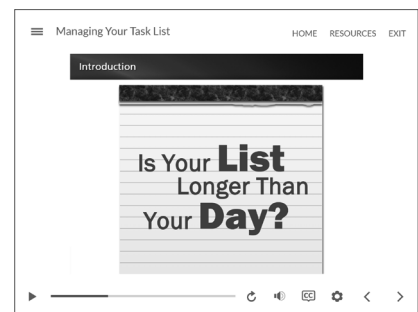 Managing Your Task List HOME RESOURCES EXIT
Introduction
Is Your List
Longer Than
Your Day?
CC